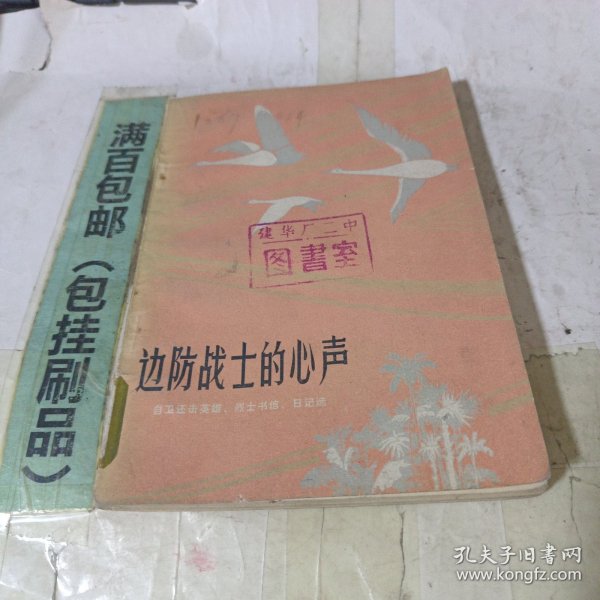 满百包邮（包挂刷品）
建华厂二中
图書室
边防战士的心声
自卫还击英雄、烈士书信、日记选
孔夫子旧书网
www.kongfz.com